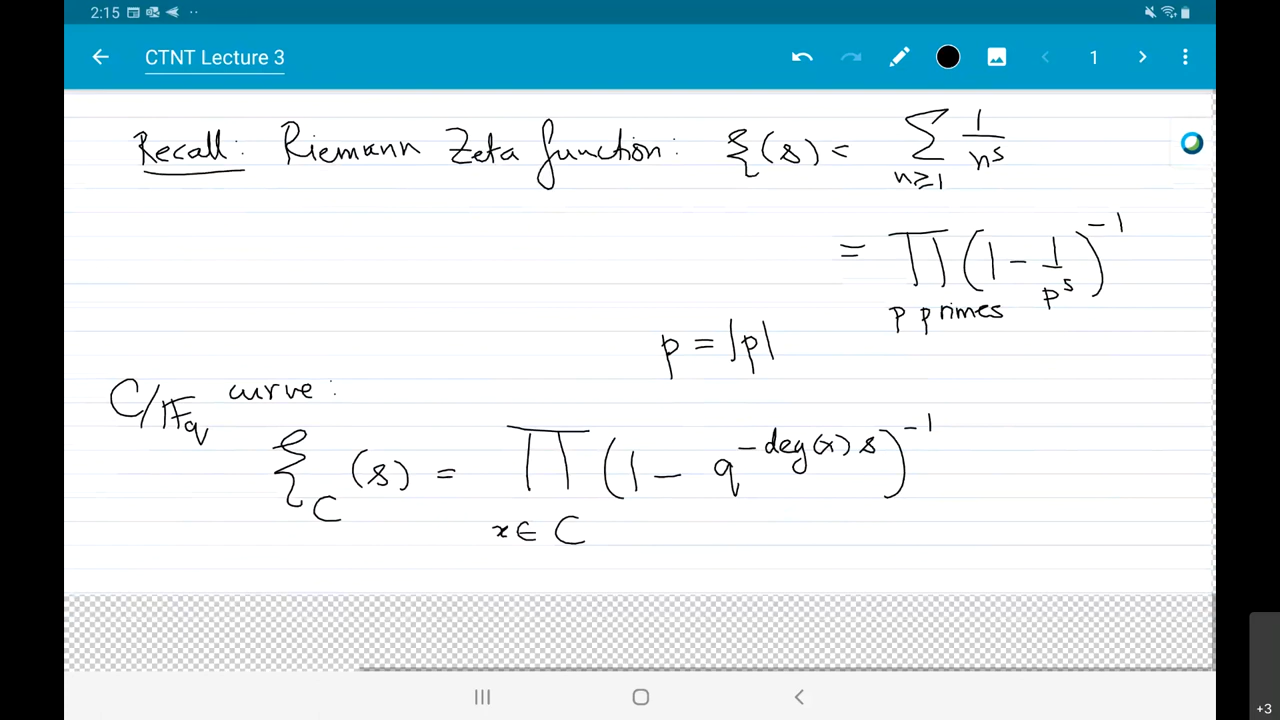 2:15
CTNT Lecture 3
1
Recall: Riemann Zeta function: ζ(s) = ∑_{n≥1} 1/n^s
= ∏_{p primes} (1 - 1/p^s)^{-1}
p = |p|
C/𝔽_q curve:
ζ_C (s) = ∏_{x∈C} (1 - q^{-deg(x) s})^{-1}
+3